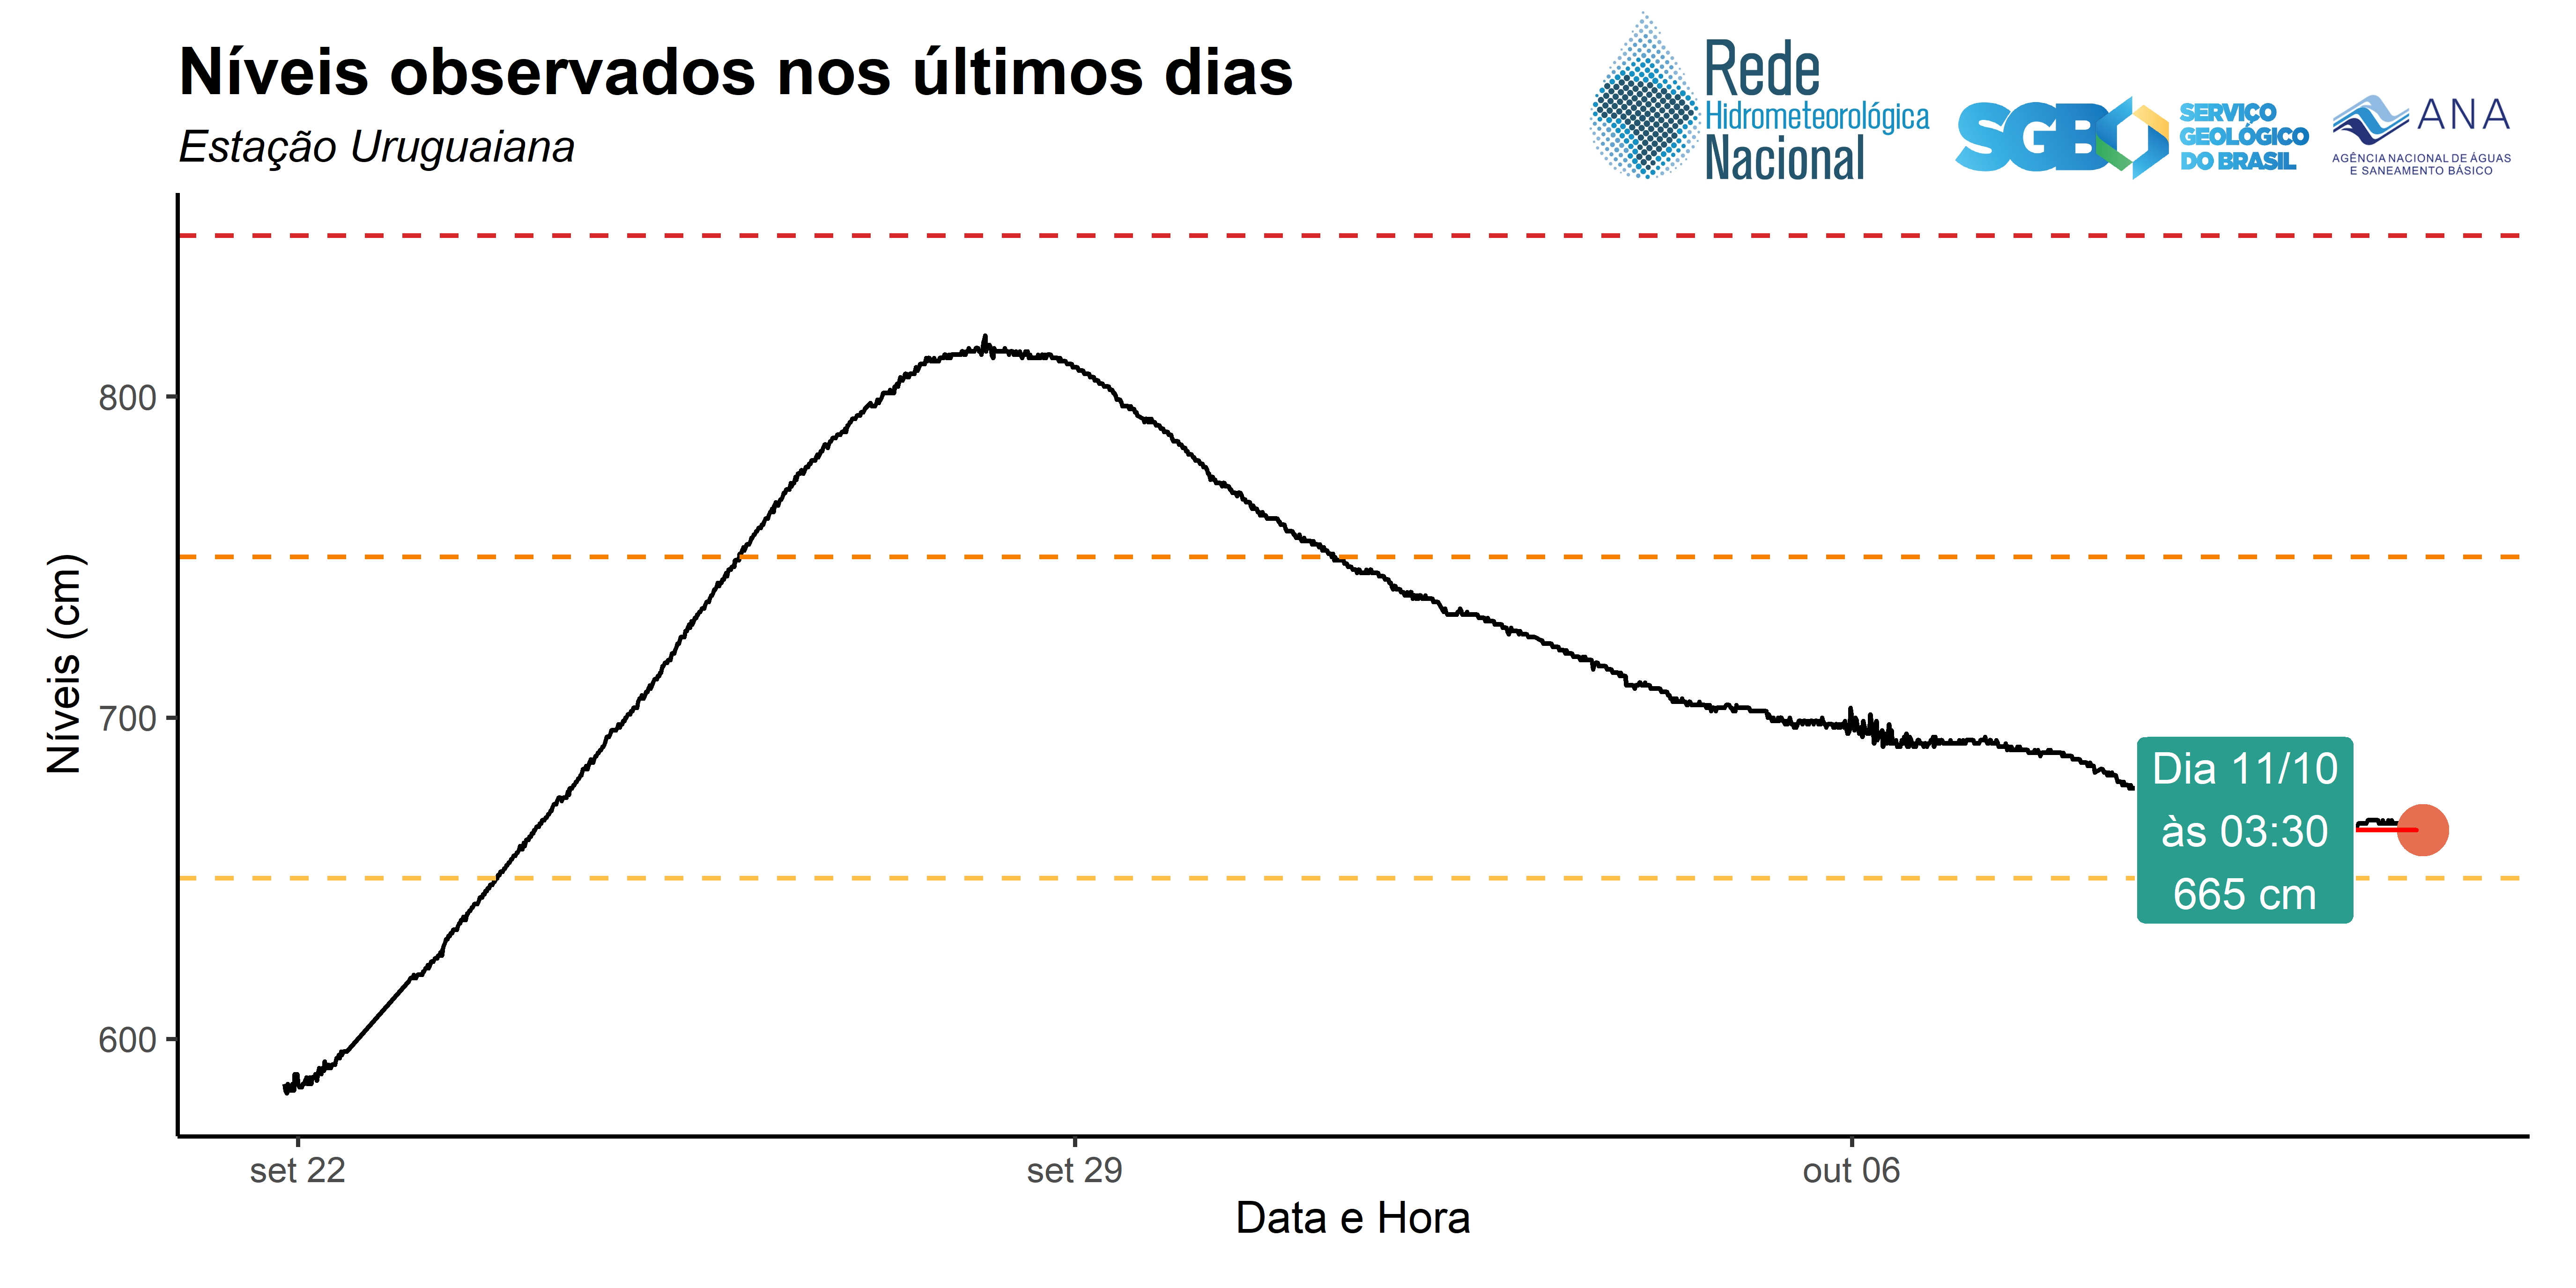 Níveis observados nos últimos dias
Estação Uruguaiana
Rede
Hidrometeorológica
Nacional
SGB
SERVIÇO
GEOLÓGICO
DO BRASIL
ANA
AGÊNCIA NACIONAL DE ÁGUAS
E SANEAMENTO BÁSICO
Níveis (cm)
800
700
600
Dia 11/10
às 03:30
665 cm
set 22
set 29
out 06
Data e Hora